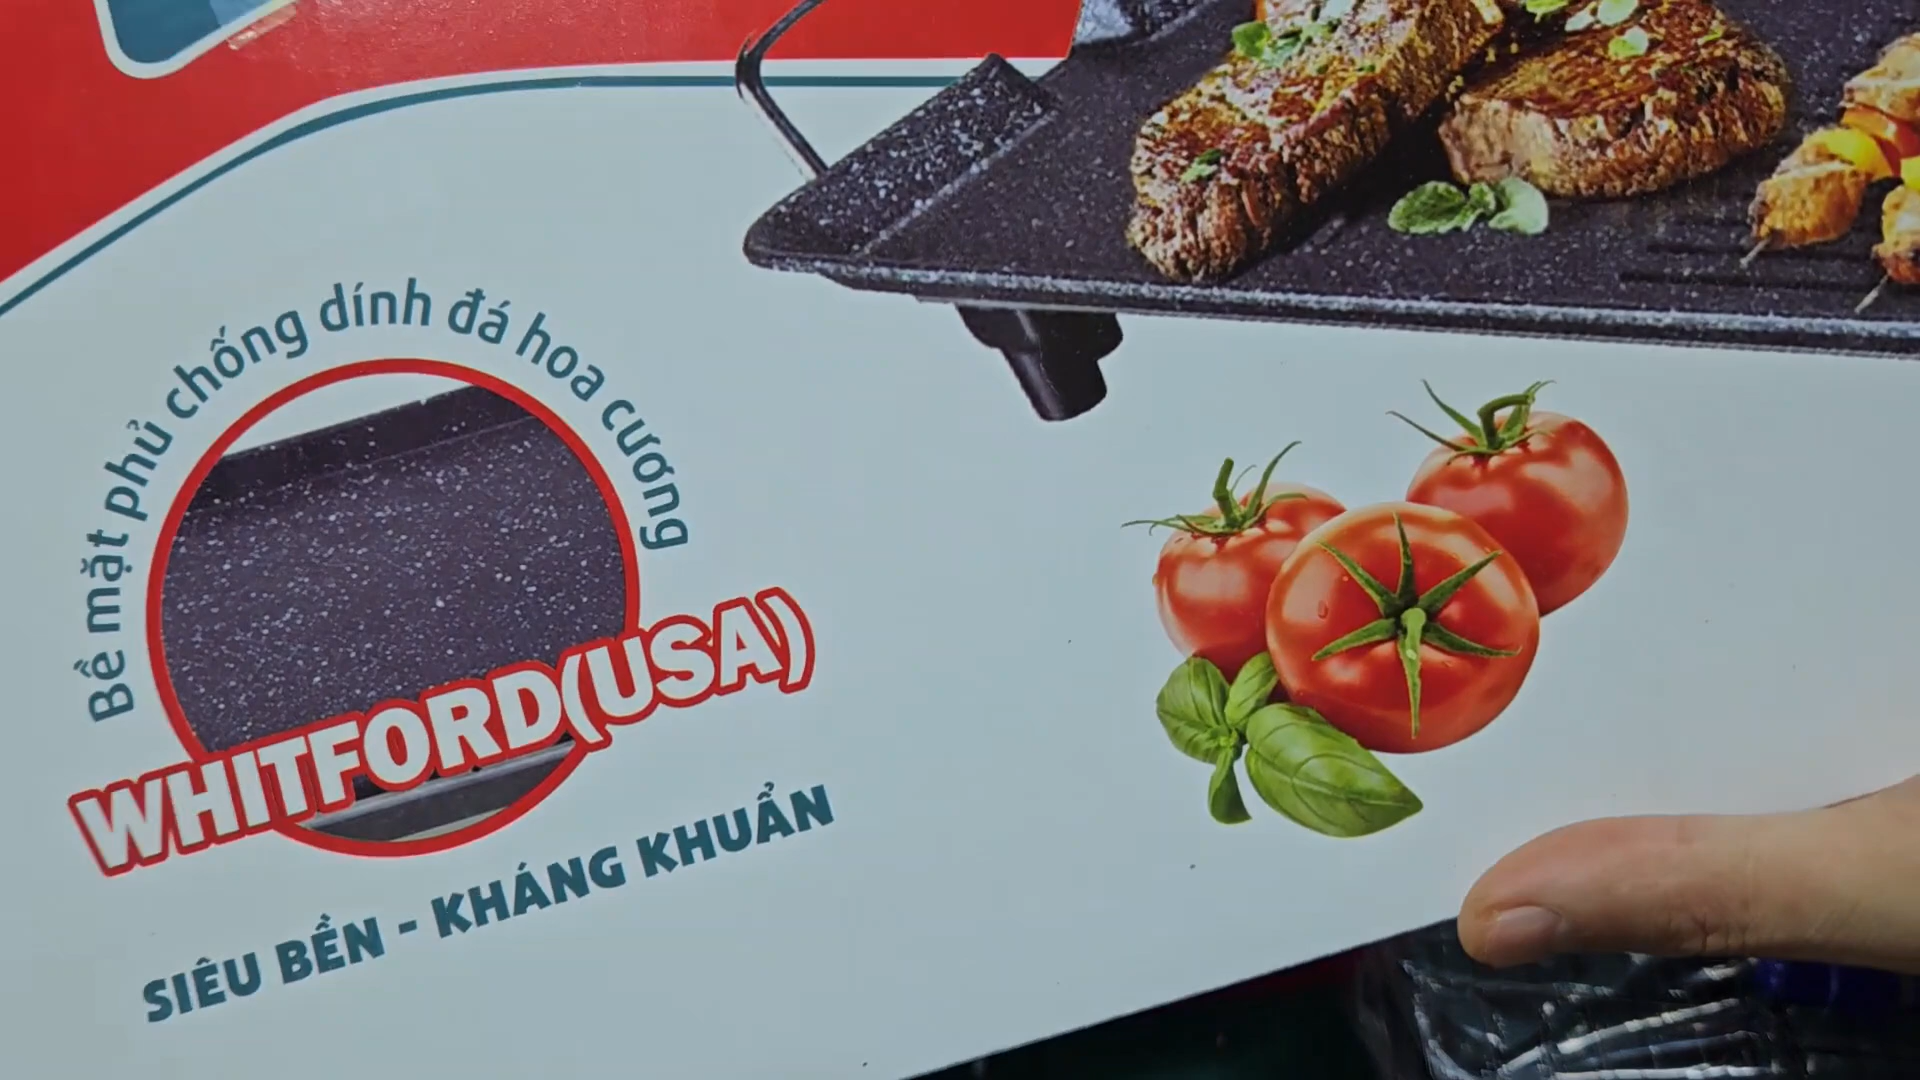 Bề mặt phủ chống dính đá hoa cương
WHITFORD(USA)
SIÊU BỀN - KHÁNG KHUẨN